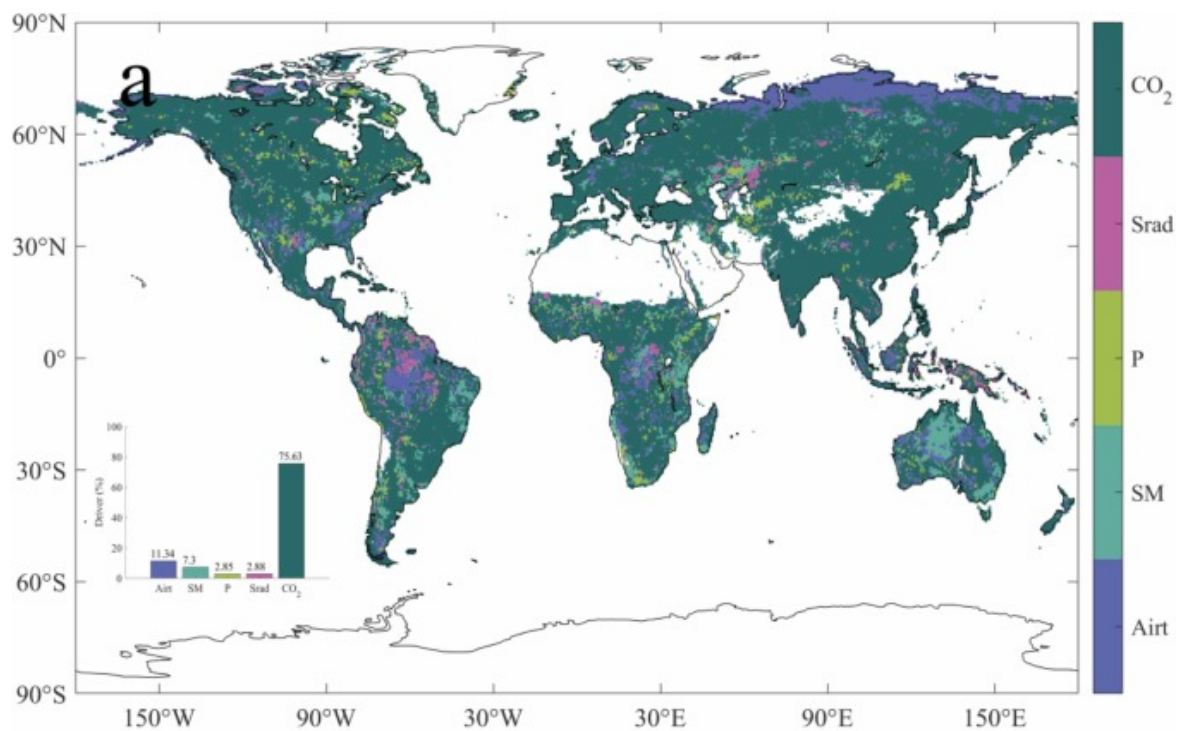 a
90°N
60°N
30°N
0°
30°S
60°S
90°S
150°W
90°W
30°W
30°E
90°E
150°E
CO₂
Srad
P
SM
Airt
Driver (%)
100
80
60
40
20
0
11.34
7.3
2.85
2.88
75.63
Airt
SM
P
Srad
CO₂